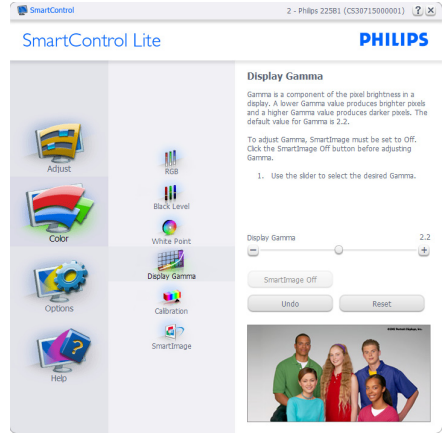 SmartControl
2 - Philips 225B1 (CS30715000001)
SmartControl Lite
PHILIPS
Adjust
Color
Options
Help
RGB
Black Level
White Point
Display Gamma
Calibration
SmartImage
Display Gamma
Gamma is a component of the pixel brightness in a
display. A lower Gamma value produces brighter pixels
and a higher Gamma value produces darker pixels. The
default value for Gamma is 2.2.
To adjust Gamma, SmartImage must be set to Off.
Click the SmartImage Off button before adjusting
Gamma.
1. Use the slider to select the desired Gamma.
Display Gamma 2.2
SmartImage Off
Undo
Reset